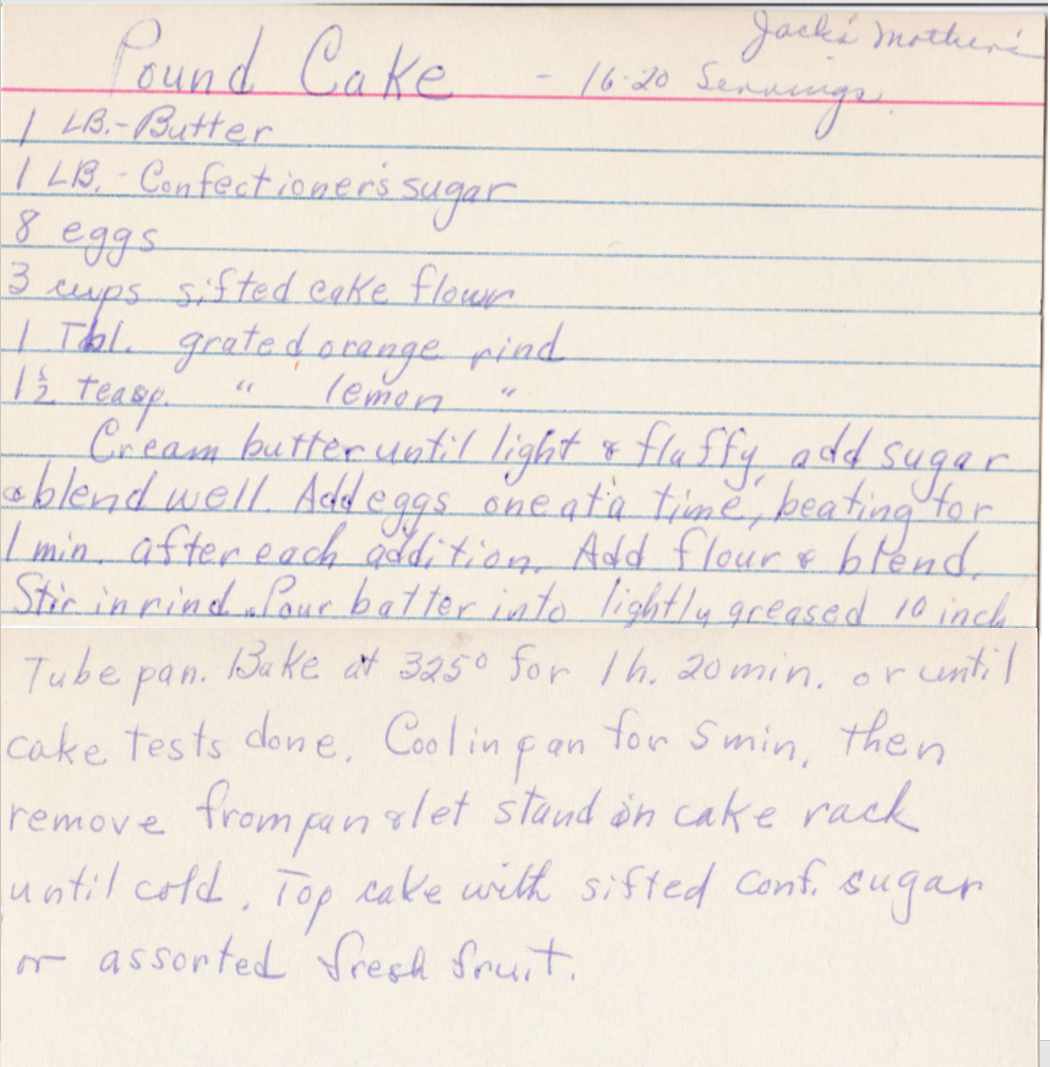 Jack's Mother's
Pound Cake - 16-20 Servings
1 LB.-Butter
1 LB.-Confectioner's sugar
8 eggs
3 cups sifted cake flour
1 Tbl. grated orange rind
1 1/2 teasp. " lemon "
Cream butter until light & fluffy, add sugar
& blend well. Add eggs one at a time, beating for
1 min. after each addition. Add flour & blend.
Stir in rind. Pour batter into lightly greased 10 inch
Tube pan. Bake at 325° for 1 h. 20 min. or until
cake tests done. Cool in pan for 5 min, then
remove from pan & let stand on cake rack
until cold. Top cake with sifted conf. sugar
or assorted fresh fruit.